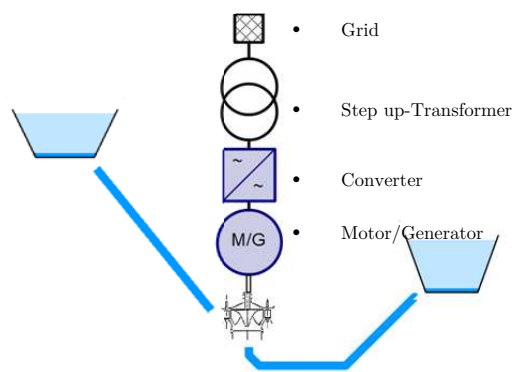 • Grid
• Step up-Transformer
~
~
• Converter
M/G
• Motor/Generator